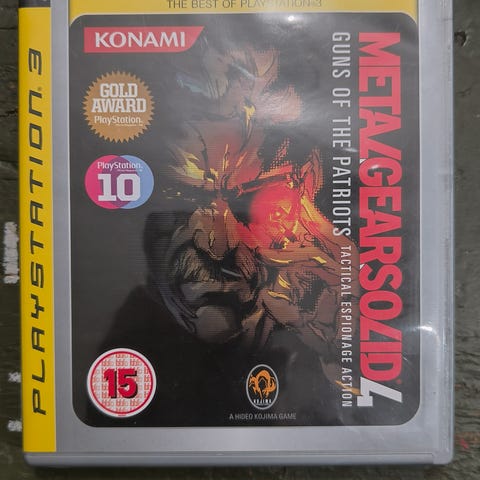 THE BEST OF PLAYSTATION®3
PLAYSTATION® 3
KONAMI
GOLD
AWARD
PlayStation®
PlayStation®
10
METAL GEAR SOLID 4
GUNS OF THE PATRIOTS
TACTICAL ESPIONAGE ACTION
15
KOJIMA
A HIDEO KOJIMA GAME